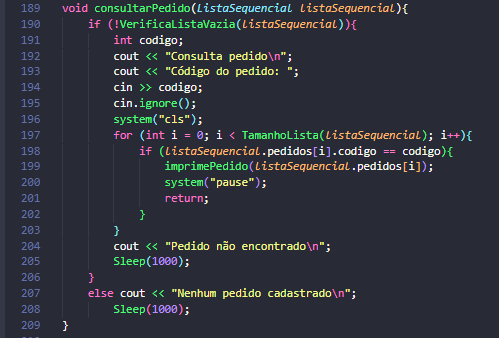 189 void consultarPedido(listaSequencial listaSequencial){
190     if (!VerificaListaVazia(listaSequencial)){
191         int codigo;
192         cout << "Consulta pedido\n";
193         cout << "Código do pedido: ";
194         cin >> codigo;
195         cin.ignore();
196         system("cls");
197         for (int i = 0; i < TamanhoLista(listaSequencial); i++){
198             if (listaSequencial.pedidos[i].codigo == codigo){
199                 imprimePedido(listaSequencial.pedidos[i]);
200                 system("pause");
201                 return;
202             }
203         }
204         cout << "Pedido não encontrado\n";
205         Sleep(1000);
206     }
207     else cout << "Nenhum pedido cadastrado\n";
208         Sleep(1000);
209 }